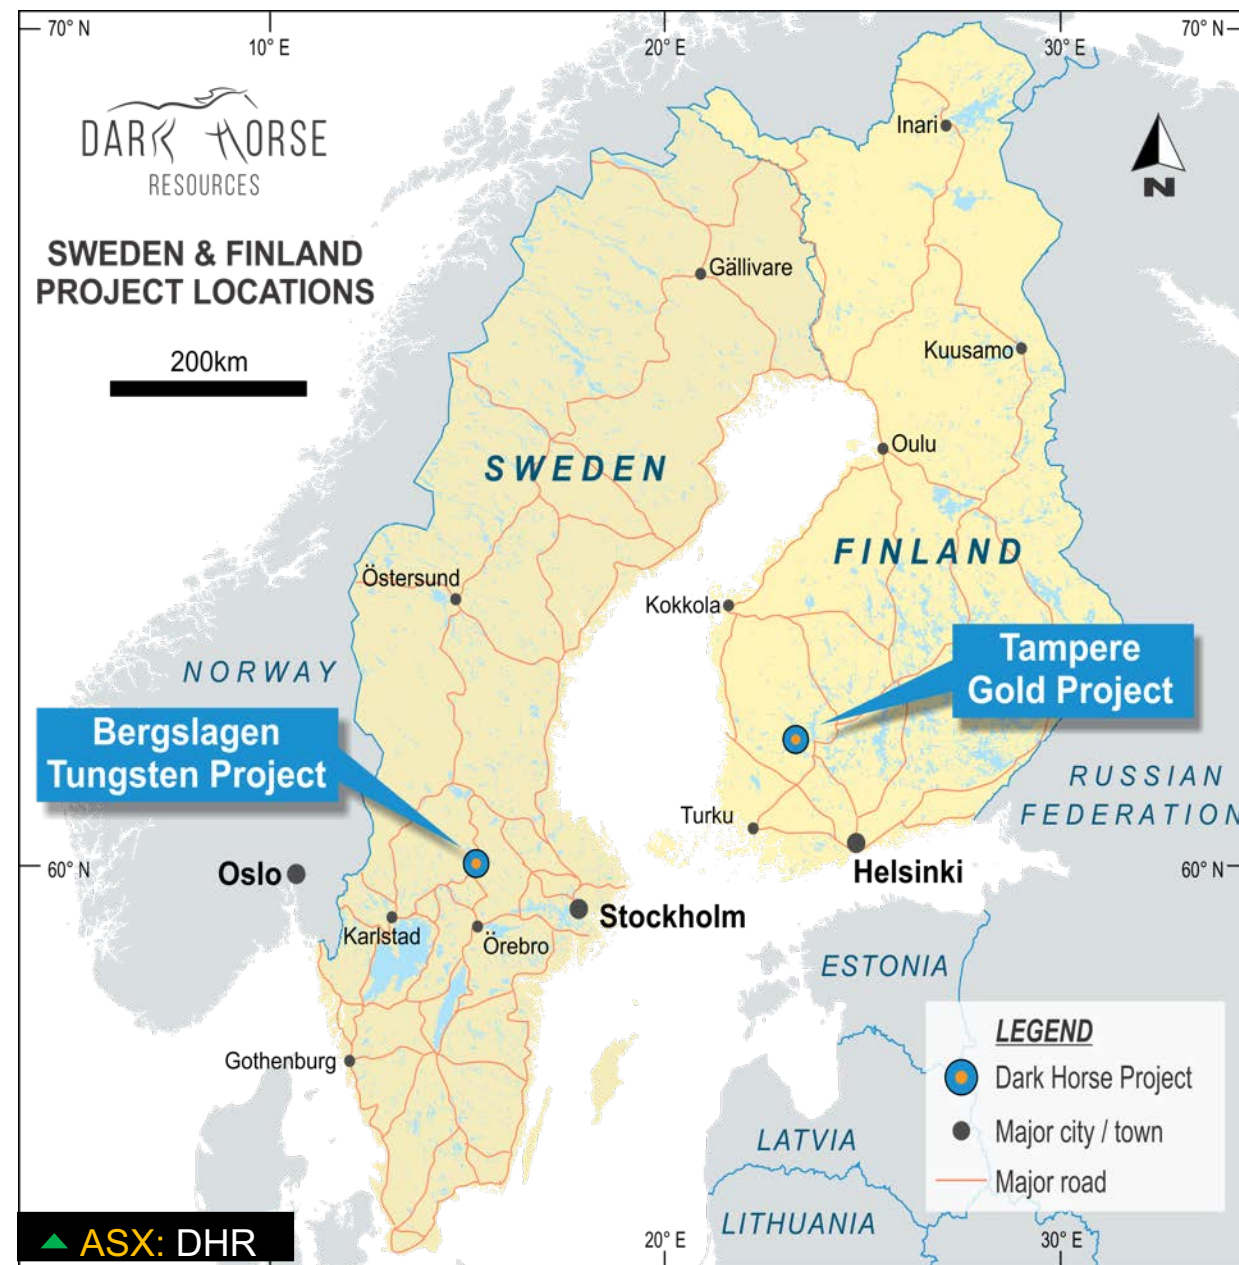 70° N
10° E
20° E
30° E
70° N
DARK HORSE
RESOURCES
SWEDEN & FINLAND
PROJECT LOCATIONS
200km
N
Inari
Gällivare
Kuusamo
Oulu
SWEDEN
FINLAND
Östersund
Kokkola
NORWAY
Tampere
Gold Project
Bergslagen
Tungsten Project
RUSSIAN
FEDERATION
Turku
Helsinki
60° N
60° N
Oslo
Stockholm
Karlstad
Örebro
ESTONIA
Gothenburg
LEGEND
Dark Horse Project
Major city / town
Major road
LATVIA
LITHUANIA
20° E
30° E
ASX: DHR